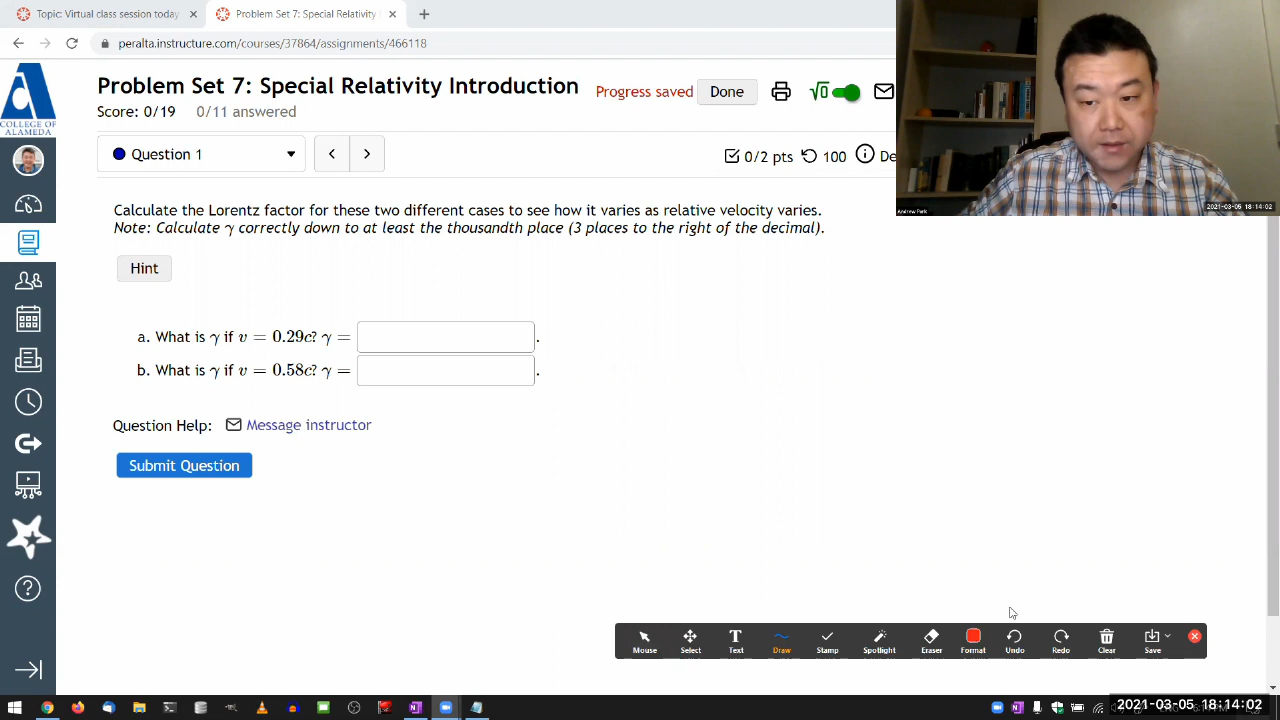 Topic: Virtual class session today
Problem Set 7: Special Relativity
peralta.instructure.com/courses/37864/assignments/466118
COLLEGE OF
ALAMEDA
Problem Set 7: Special Relativity Introduction
Progress saved
Done
√0
Score: 0/19
0/11 answered
Question 1
<
>
0/2 pts
100
De
Calculate the Lorentz factor for these two different cases to see how it varies as relative velocity varies.
Note: Calculate γ correctly down to at least the thousandth place (3 places to the right of the decimal).
Hint
a. What is γ if v = 0.29c? γ =
.
b. What is γ if v = 0.58c? γ =
.
Question Help:
Message instructor
Submit Question
Andrew Park
2021-03-05 18:14:02
Mouse
Select
Text
Draw
Stamp
Spotlight
Eraser
Format
Undo
Redo
Clear
Save
2021-03-05 18:14:02